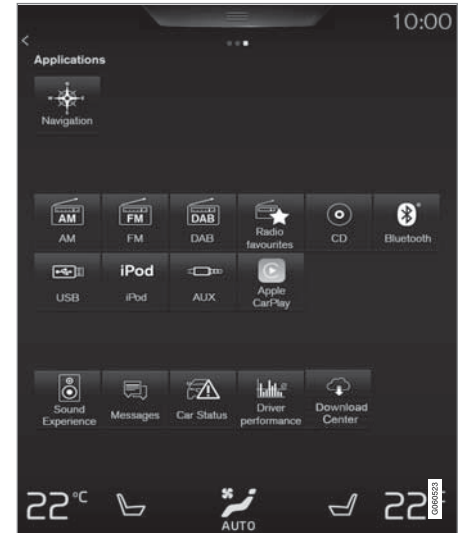 10:00
Applications
Navigation
AM FM DAB
AM FM DAB Radio favourites CD Bluetooth
iPod
USB iPod AUX Apple CarPlay
Sound Experience Messages Car Status Driver performance Download Center
22°C 22°
AUTO
G060523